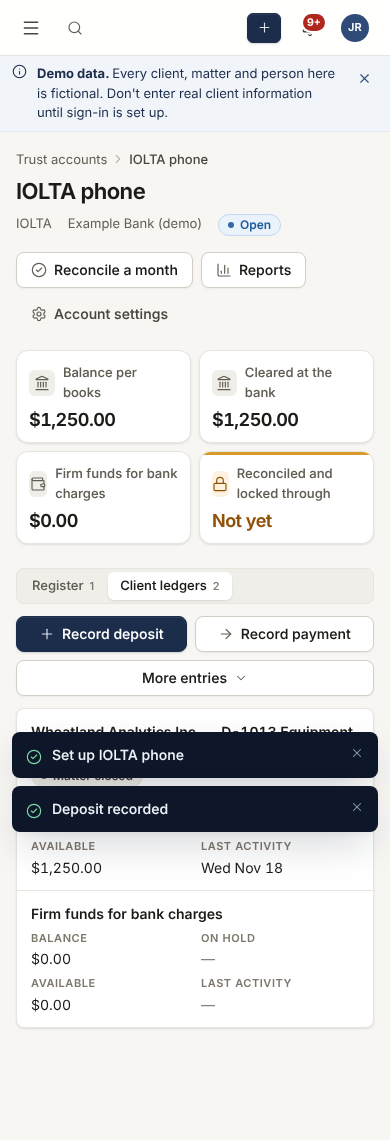 9+
JR
Demo data. Every client, matter and person here
is fictional. Don't enter real client information
until sign-in is set up.
Trust accounts IOLTA phone
IOLTA phone
IOLTA Example Bank (demo) Open
Reconcile a month Reports
Account settings
Balance per
books
$1,250.00
Cleared at the
bank
$1,250.00
Firm funds for bank
charges
$0.00
Reconciled and
locked through
Not yet
Register 1 Client ledgers 2
Record deposit Record payment
More entries
Wheatland Analytics Inc. D-1013 Equipment
Set up IOLTA phone
Matter closed
Deposit recorded
AVAILABLE LAST ACTIVITY
$1,250.00 Wed Nov 18
Firm funds for bank charges
BALANCE ON HOLD
$0.00 —
AVAILABLE LAST ACTIVITY
$0.00 —